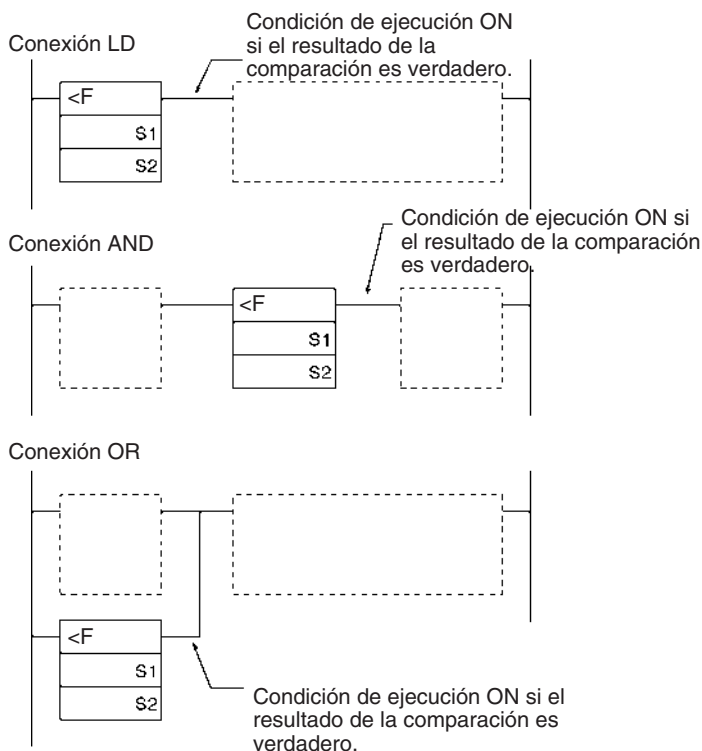 Conexión LD
Condición de ejecución ON
si el resultado de la
comparación es verdadero.
<F
S1
S2
Conexión AND
Condición de ejecución ON si
el resultado de la comparación
es verdadero.
<F
S1
S2
Conexión OR
<F
S1
S2
Condición de ejecución ON si el
resultado de la comparación es
verdadero.